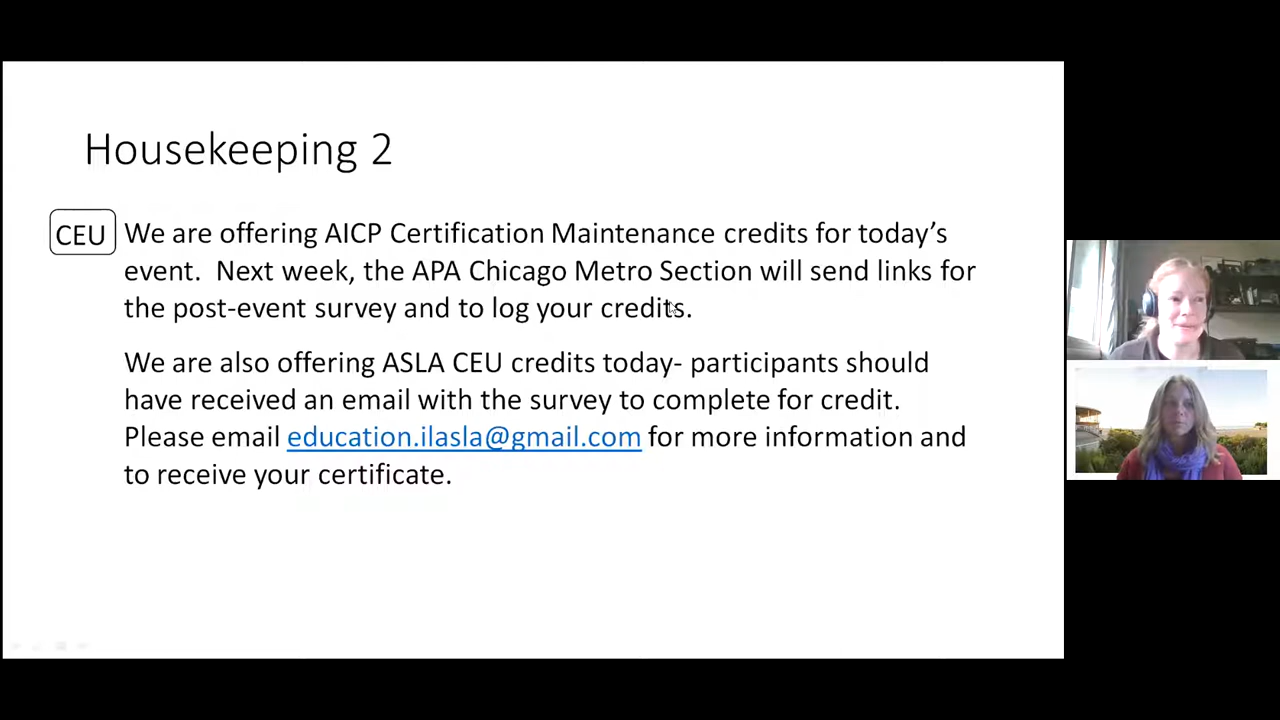 Housekeeping 2
CEU
We are offering AICP Certification Maintenance credits for today’s
event.  Next week, the APA Chicago Metro Section will send links for
the post-event survey and to log your credits.
We are also offering ASLA CEU credits today- participants should
have received an email with the survey to complete for credit.
Please email education.ilasla@gmail.com for more information and
to receive your certificate.